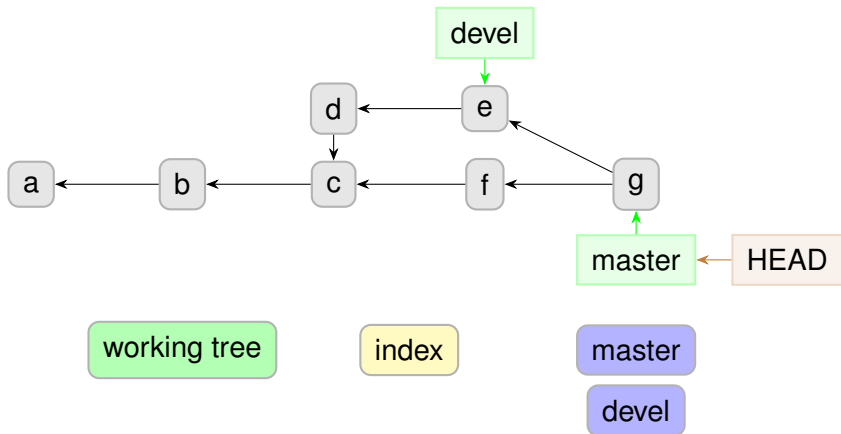 devel
d
e
a
b
c
f
g
master
HEAD
working tree
index
master
devel